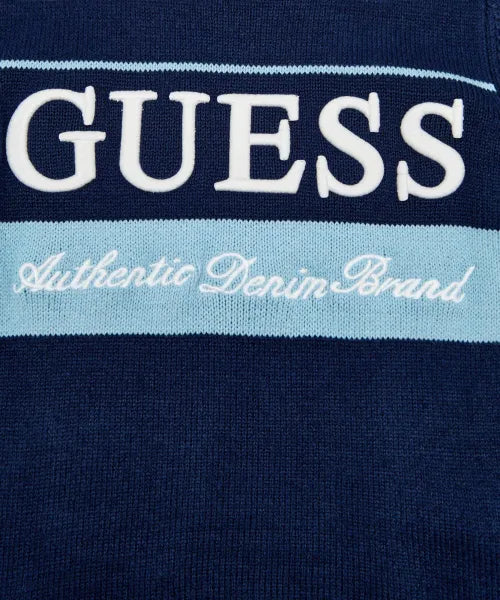 GUESS
Authentic Denim Brand